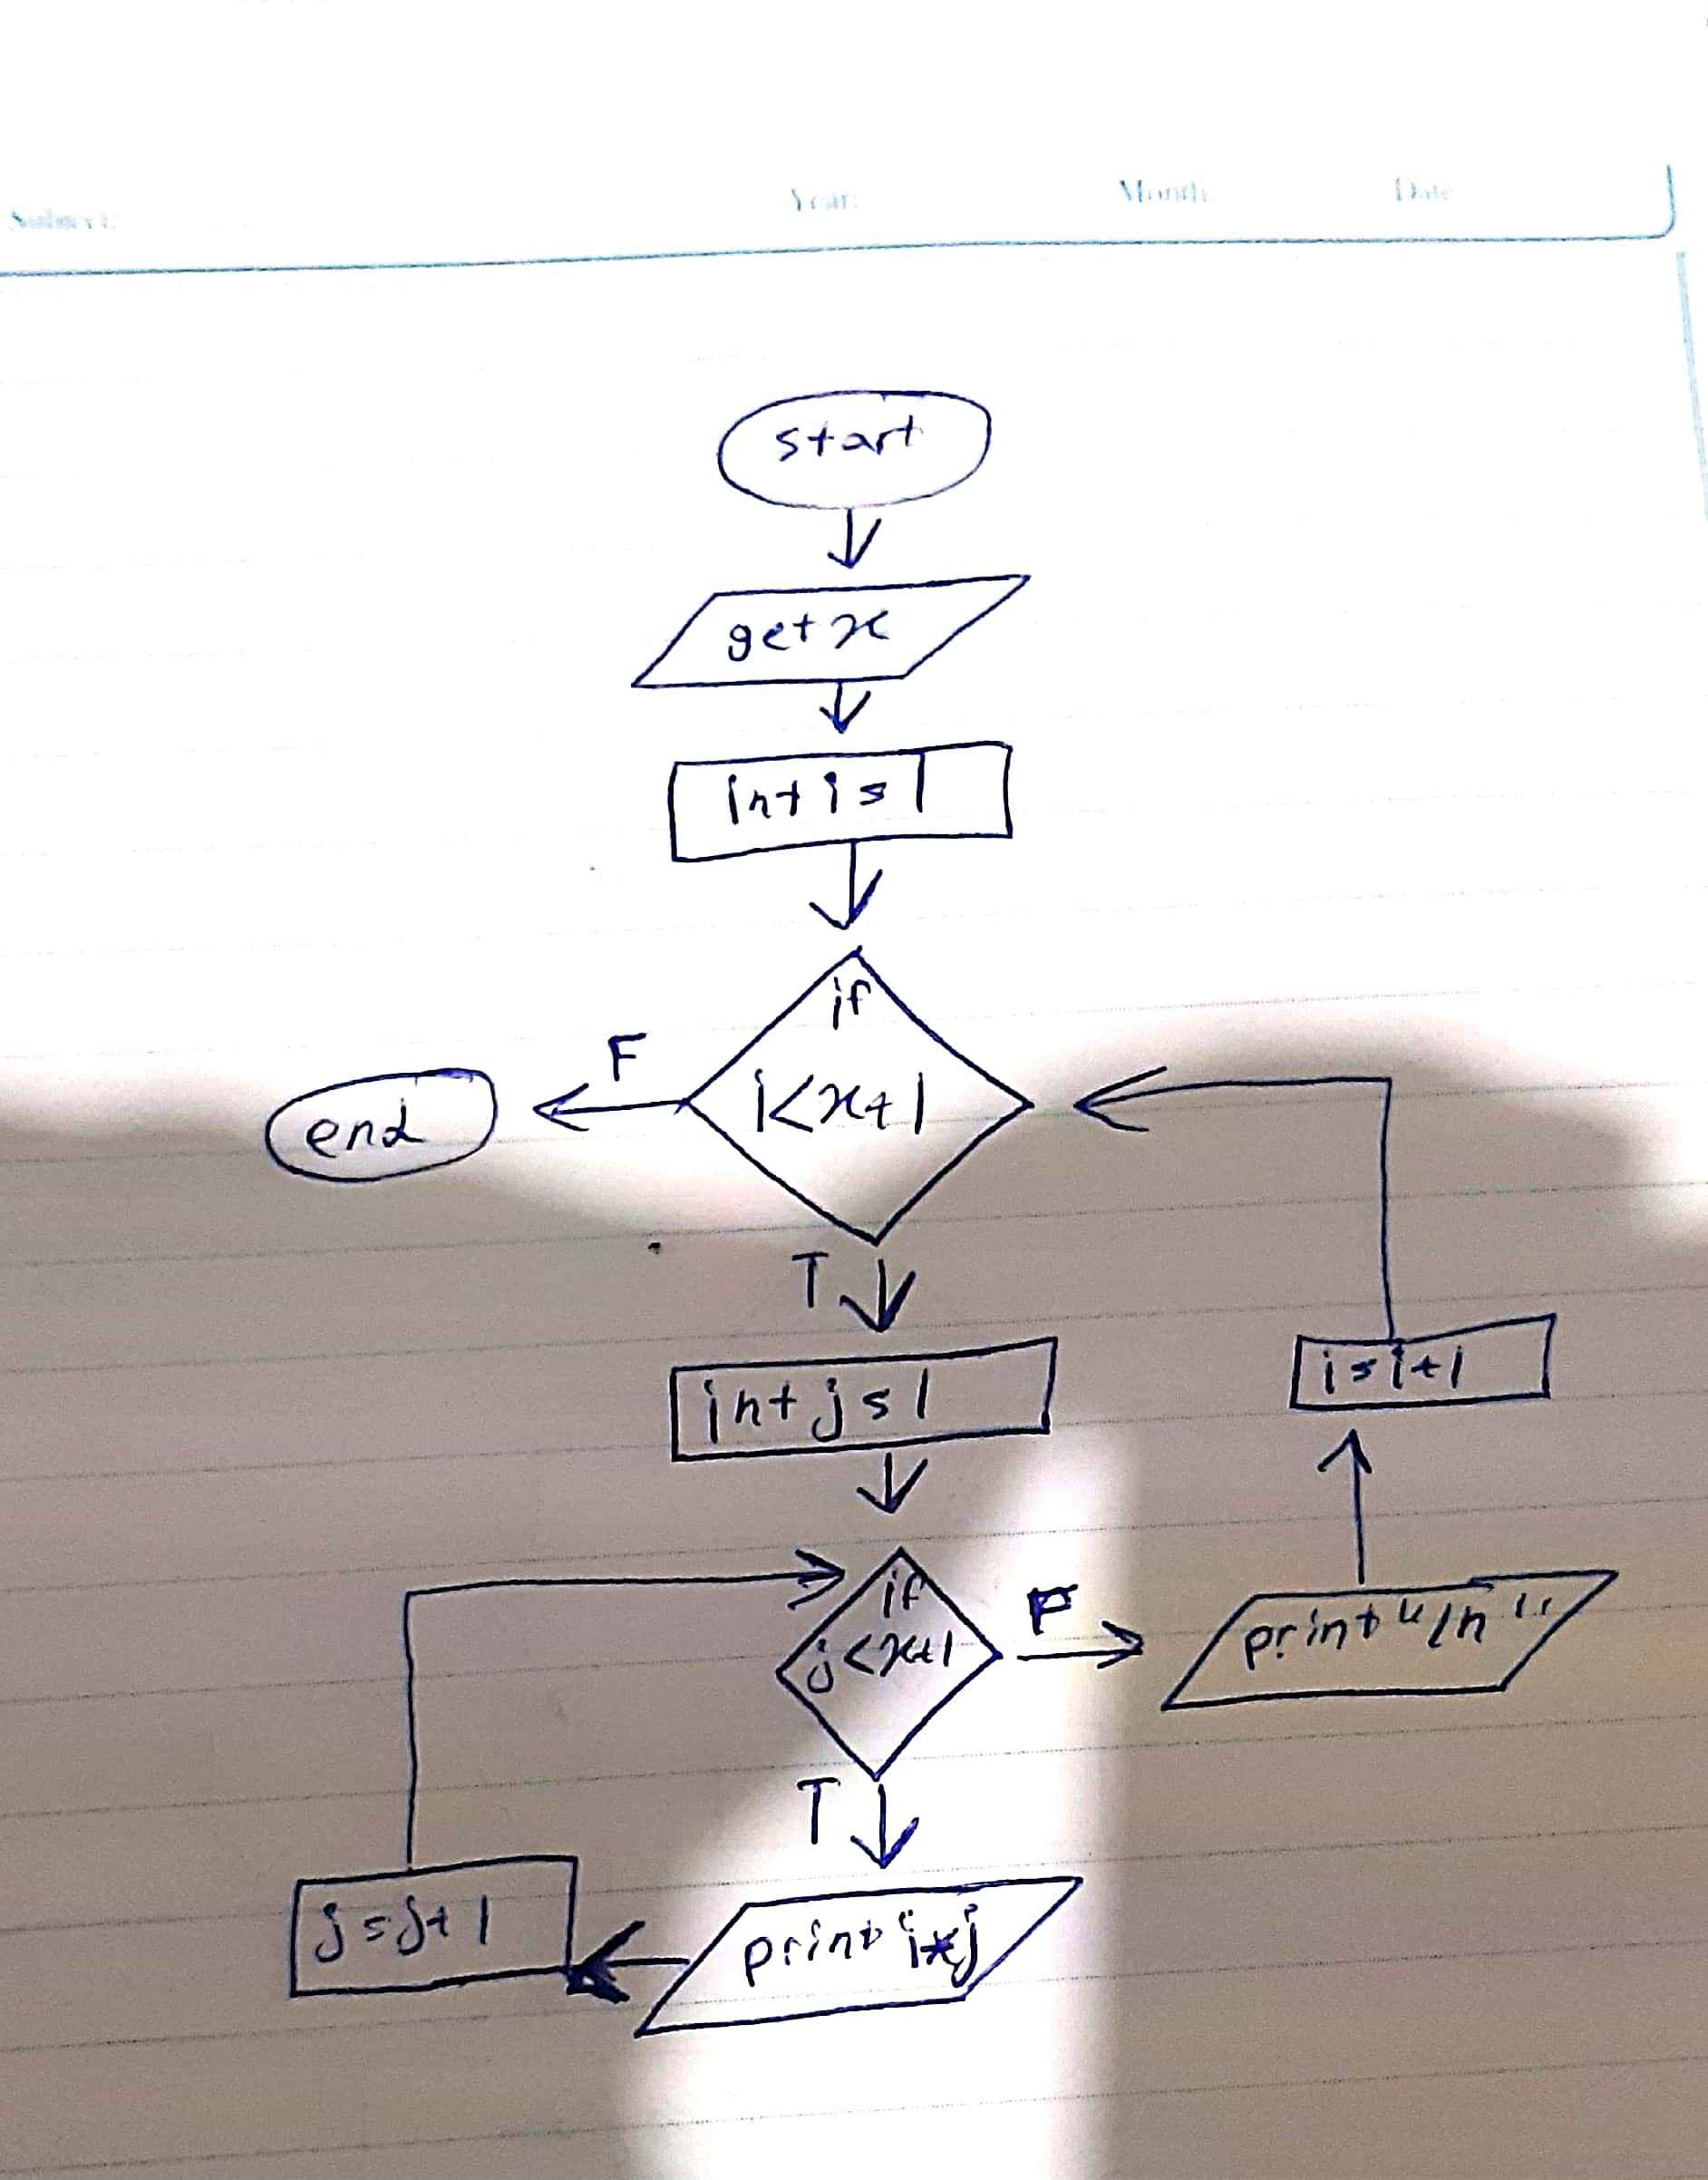 Subject:
Year:
Month:
Date
start
get x
int i = 1
if
i<x+1
F
end
T
int j = 1
i = i+1
if
j<x+1
F
print "/n"
T
j = j+1
print i*j